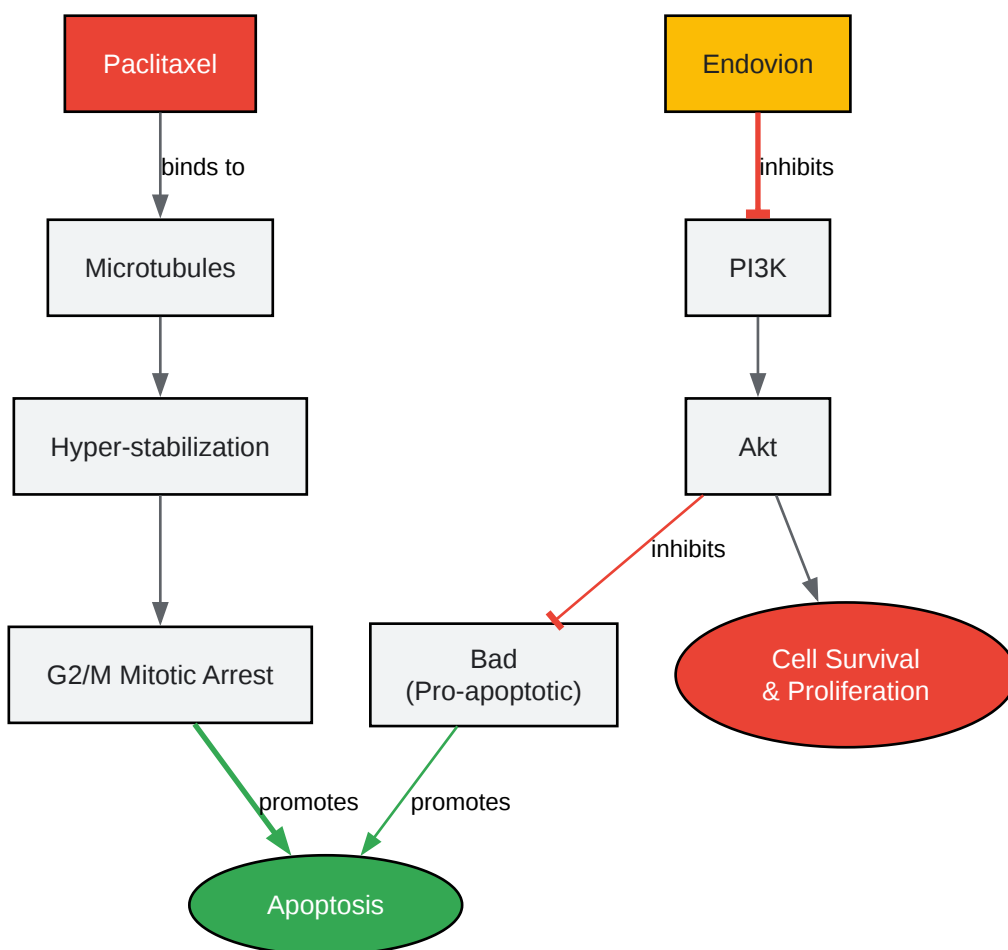 Paclitaxel
Endovion
binds to
inhibits
Microtubules
PI3K
Hyper-stabilization
Akt
inhibits
G2/M Mitotic Arrest
Bad
(Pro-apoptotic)
Cell Survival
& Proliferation
promotes
promotes
Apoptosis